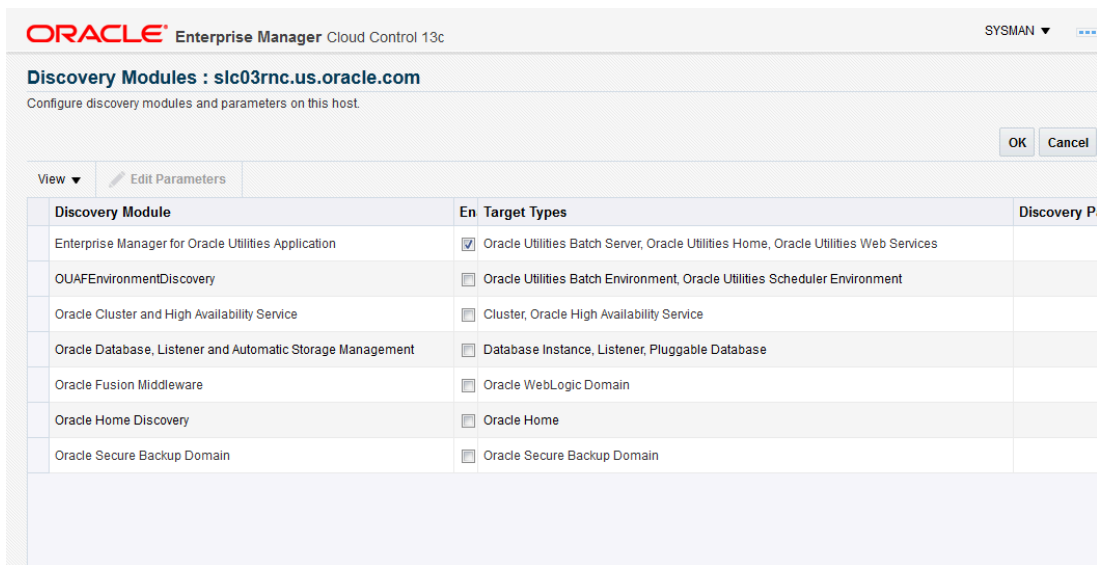 ORACLE® Enterprise Manager Cloud Control 13c
SYSMAN
Discovery Modules : slc03rnc.us.oracle.com
Configure discovery modules and parameters on this host.
OK Cancel
View Edit Parameters
Discovery Module En Target Types Discovery Pa
Enterprise Manager for Oracle Utilities Application Oracle Utilities Batch Server, Oracle Utilities Home, Oracle Utilities Web Services
OUAFEnvironmentDiscovery Oracle Utilities Batch Environment, Oracle Utilities Scheduler Environment
Oracle Cluster and High Availability Service Cluster, Oracle High Availability Service
Oracle Database, Listener and Automatic Storage Management Database Instance, Listener, Pluggable Database
Oracle Fusion Middleware Oracle WebLogic Domain
Oracle Home Discovery Oracle Home
Oracle Secure Backup Domain Oracle Secure Backup Domain